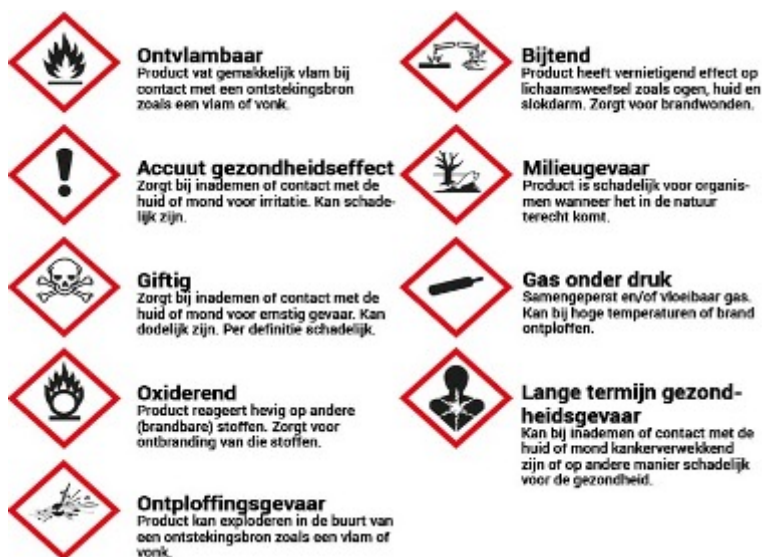 Ontvlambaar
Product vat gemakkelijk vlam bij
contact met een ontstekingsbron
zoals een vlam of vonk.
Accuut gezondheidseffect
Zorgt bij inademen of contact met de
huid of mond voor irritatie. Kan schade-
lijk zijn.
Giftig
Zorgt bij inademen of contact met de
huid of mond voor ernstig gevaar. Kan
dodelijk zijn. Per definitie schadelijk.
Oxiderend
Product reageert hevig op andere
(brandbare) stoffen. Zorgt voor
ontbranding van die stoffen.
Ontploffingsgevaar
Product kan exploderen in de buurt van
een ontstekingsbron zoals een vlam of
vonk.
Bijtend
Product heeft vernietigend effect op
lichaamsweefsel zoals ogen, huid en
slokdarm. Zorgt voor brandwonden.
Milieugevaar
Product is schadelijk voor organis-
men wanneer het in de natuur
terecht komt.
Gas onder druk
Samengeperst en/of vloeibaar gas.
Kan bij hoge temperaturen of brand
ontploffen.
Lange termijn gezond-
heidsgevaar
Kan bij inademen of contact met de
huid of mond kankerverwekkend
zijn of op andere manier schadelijk
voor de gezondheid.